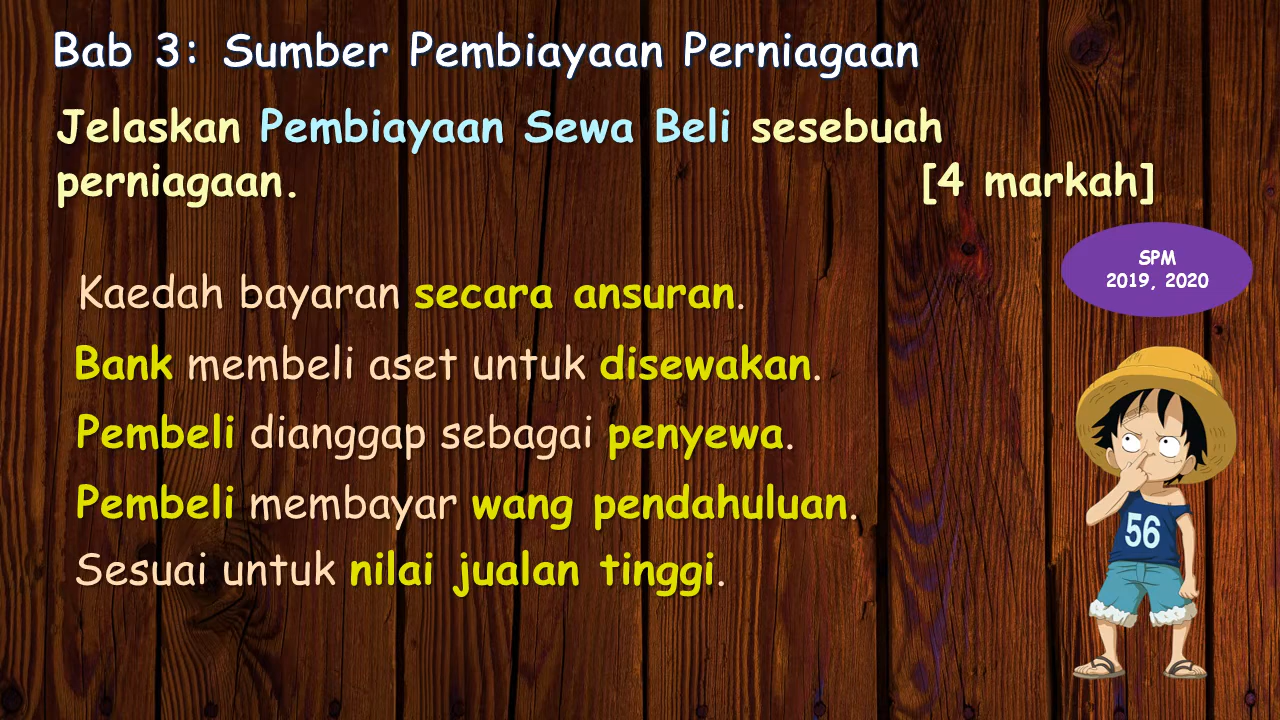 Bab 3: Sumber Pembiayaan Perniagaan
Jelaskan Pembiayaan Sewa Beli sesebuah
perniagaan. [4 markah]
SPM
2019, 2020
Kaedah bayaran secara ansuran.
Bank membeli aset untuk disewakan.
Pembeli dianggap sebagai penyewa.
Pembeli membayar wang pendahuluan.
Sesuai untuk nilai jualan tinggi.
56